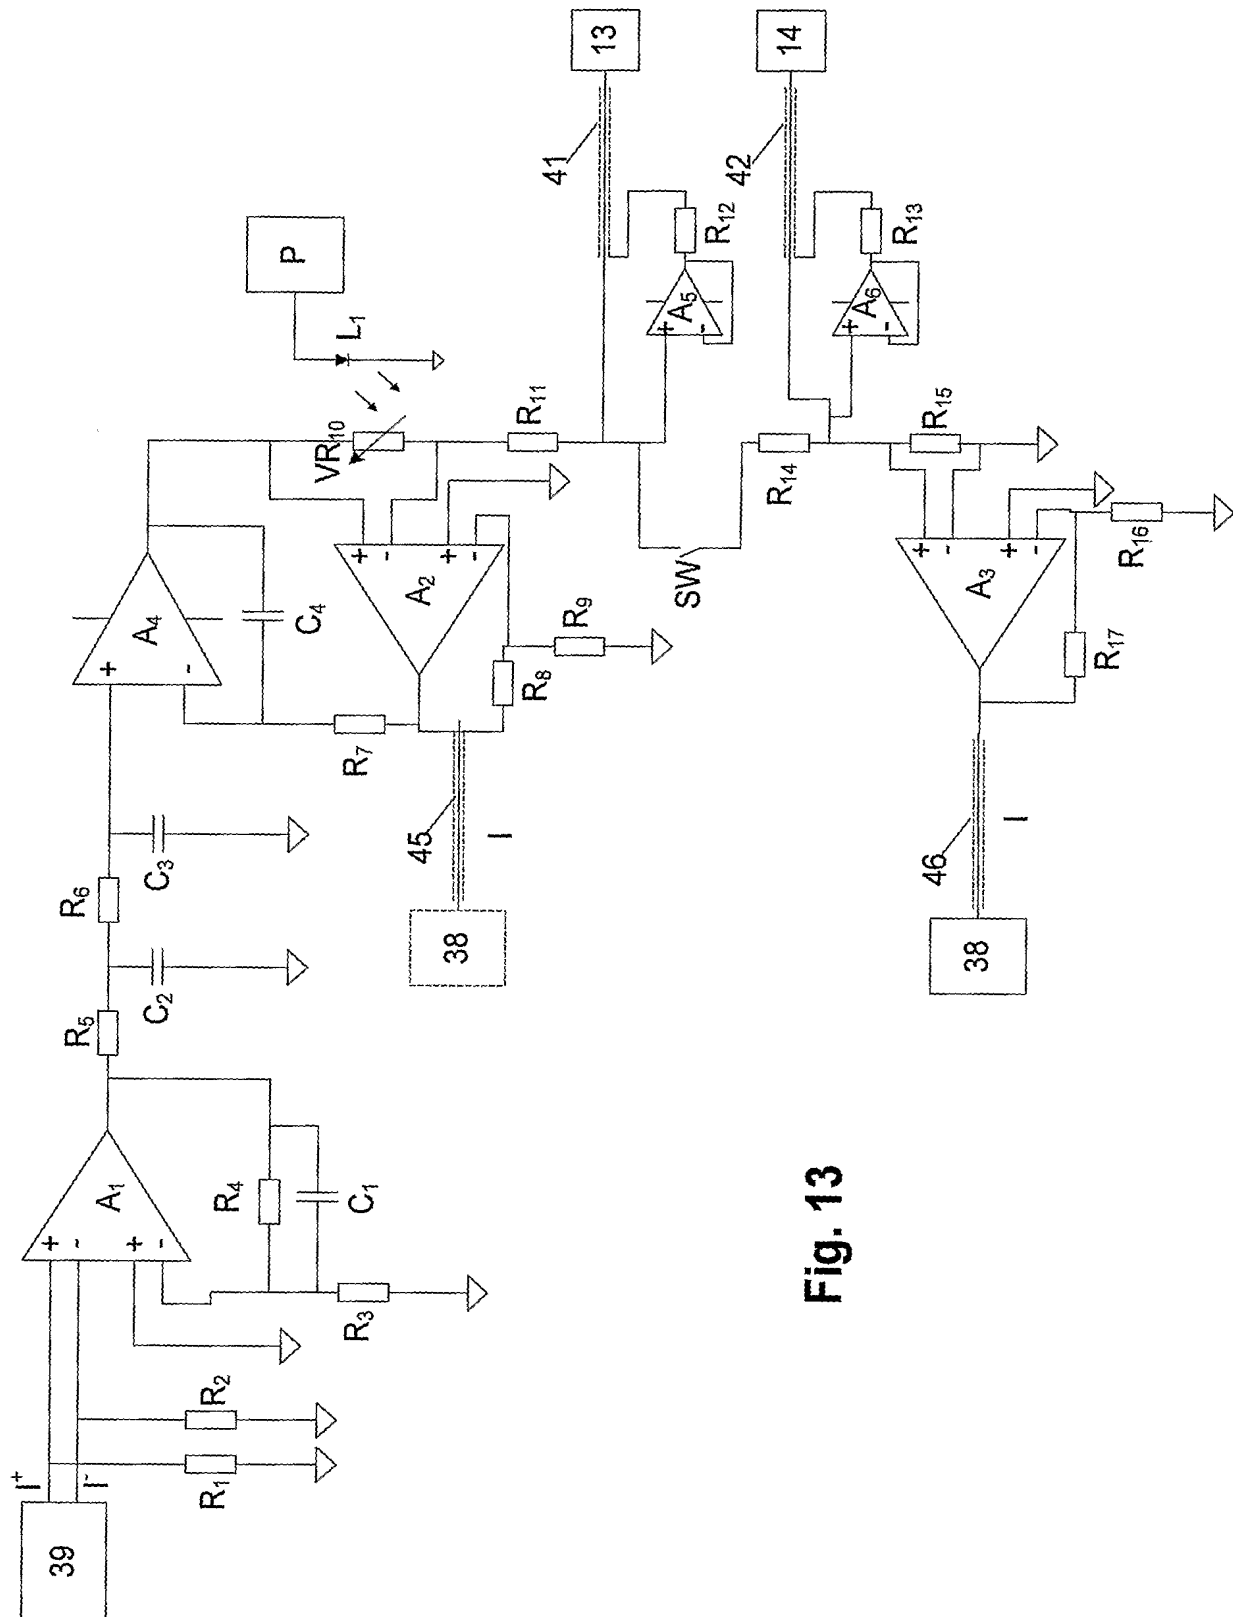 39
I+
I-
R1
R2
+
-
+
-
A1
R3
R4
C1
R5
C2
R6
C3
+
-
A4
C4
R7
VR10
L1
P
+
-
+
-
A2
R8
R9
45
I
38
R11
41
13
+
-
A5
R12
SW
R14
42
14
+
-
A6
R13
R15
+
-
+
-
A3
R16
R17
46
I
38
Fig. 13